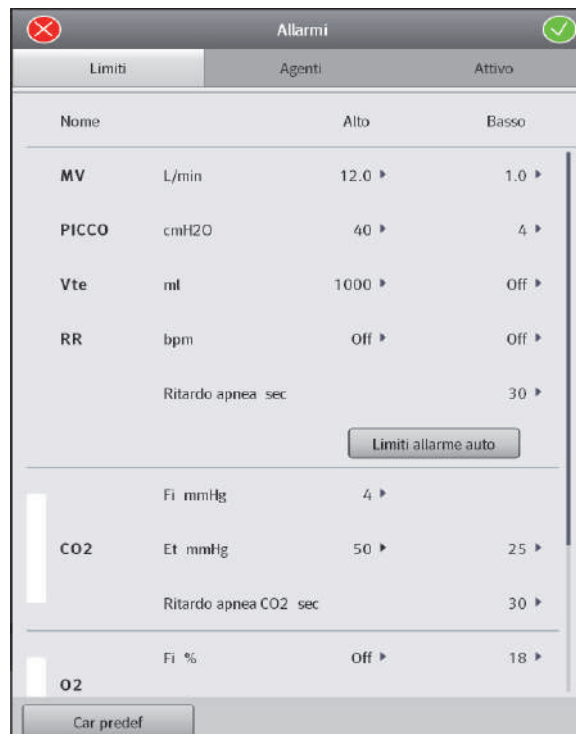 Allarmi
Limiti Agenti Attivo
Nome Alto Basso
MV L/min 12.0 1.0
PICCO cmH2O 40 4
Vte ml 1000 Off
RR bpm Off Off
Ritardo apnea sec 30
Limiti allarme auto
Fi mmHg 4
CO2 Et mmHg 50 25
Ritardo apnea CO2 sec 30
Fi % Off 18
O2
Car predef